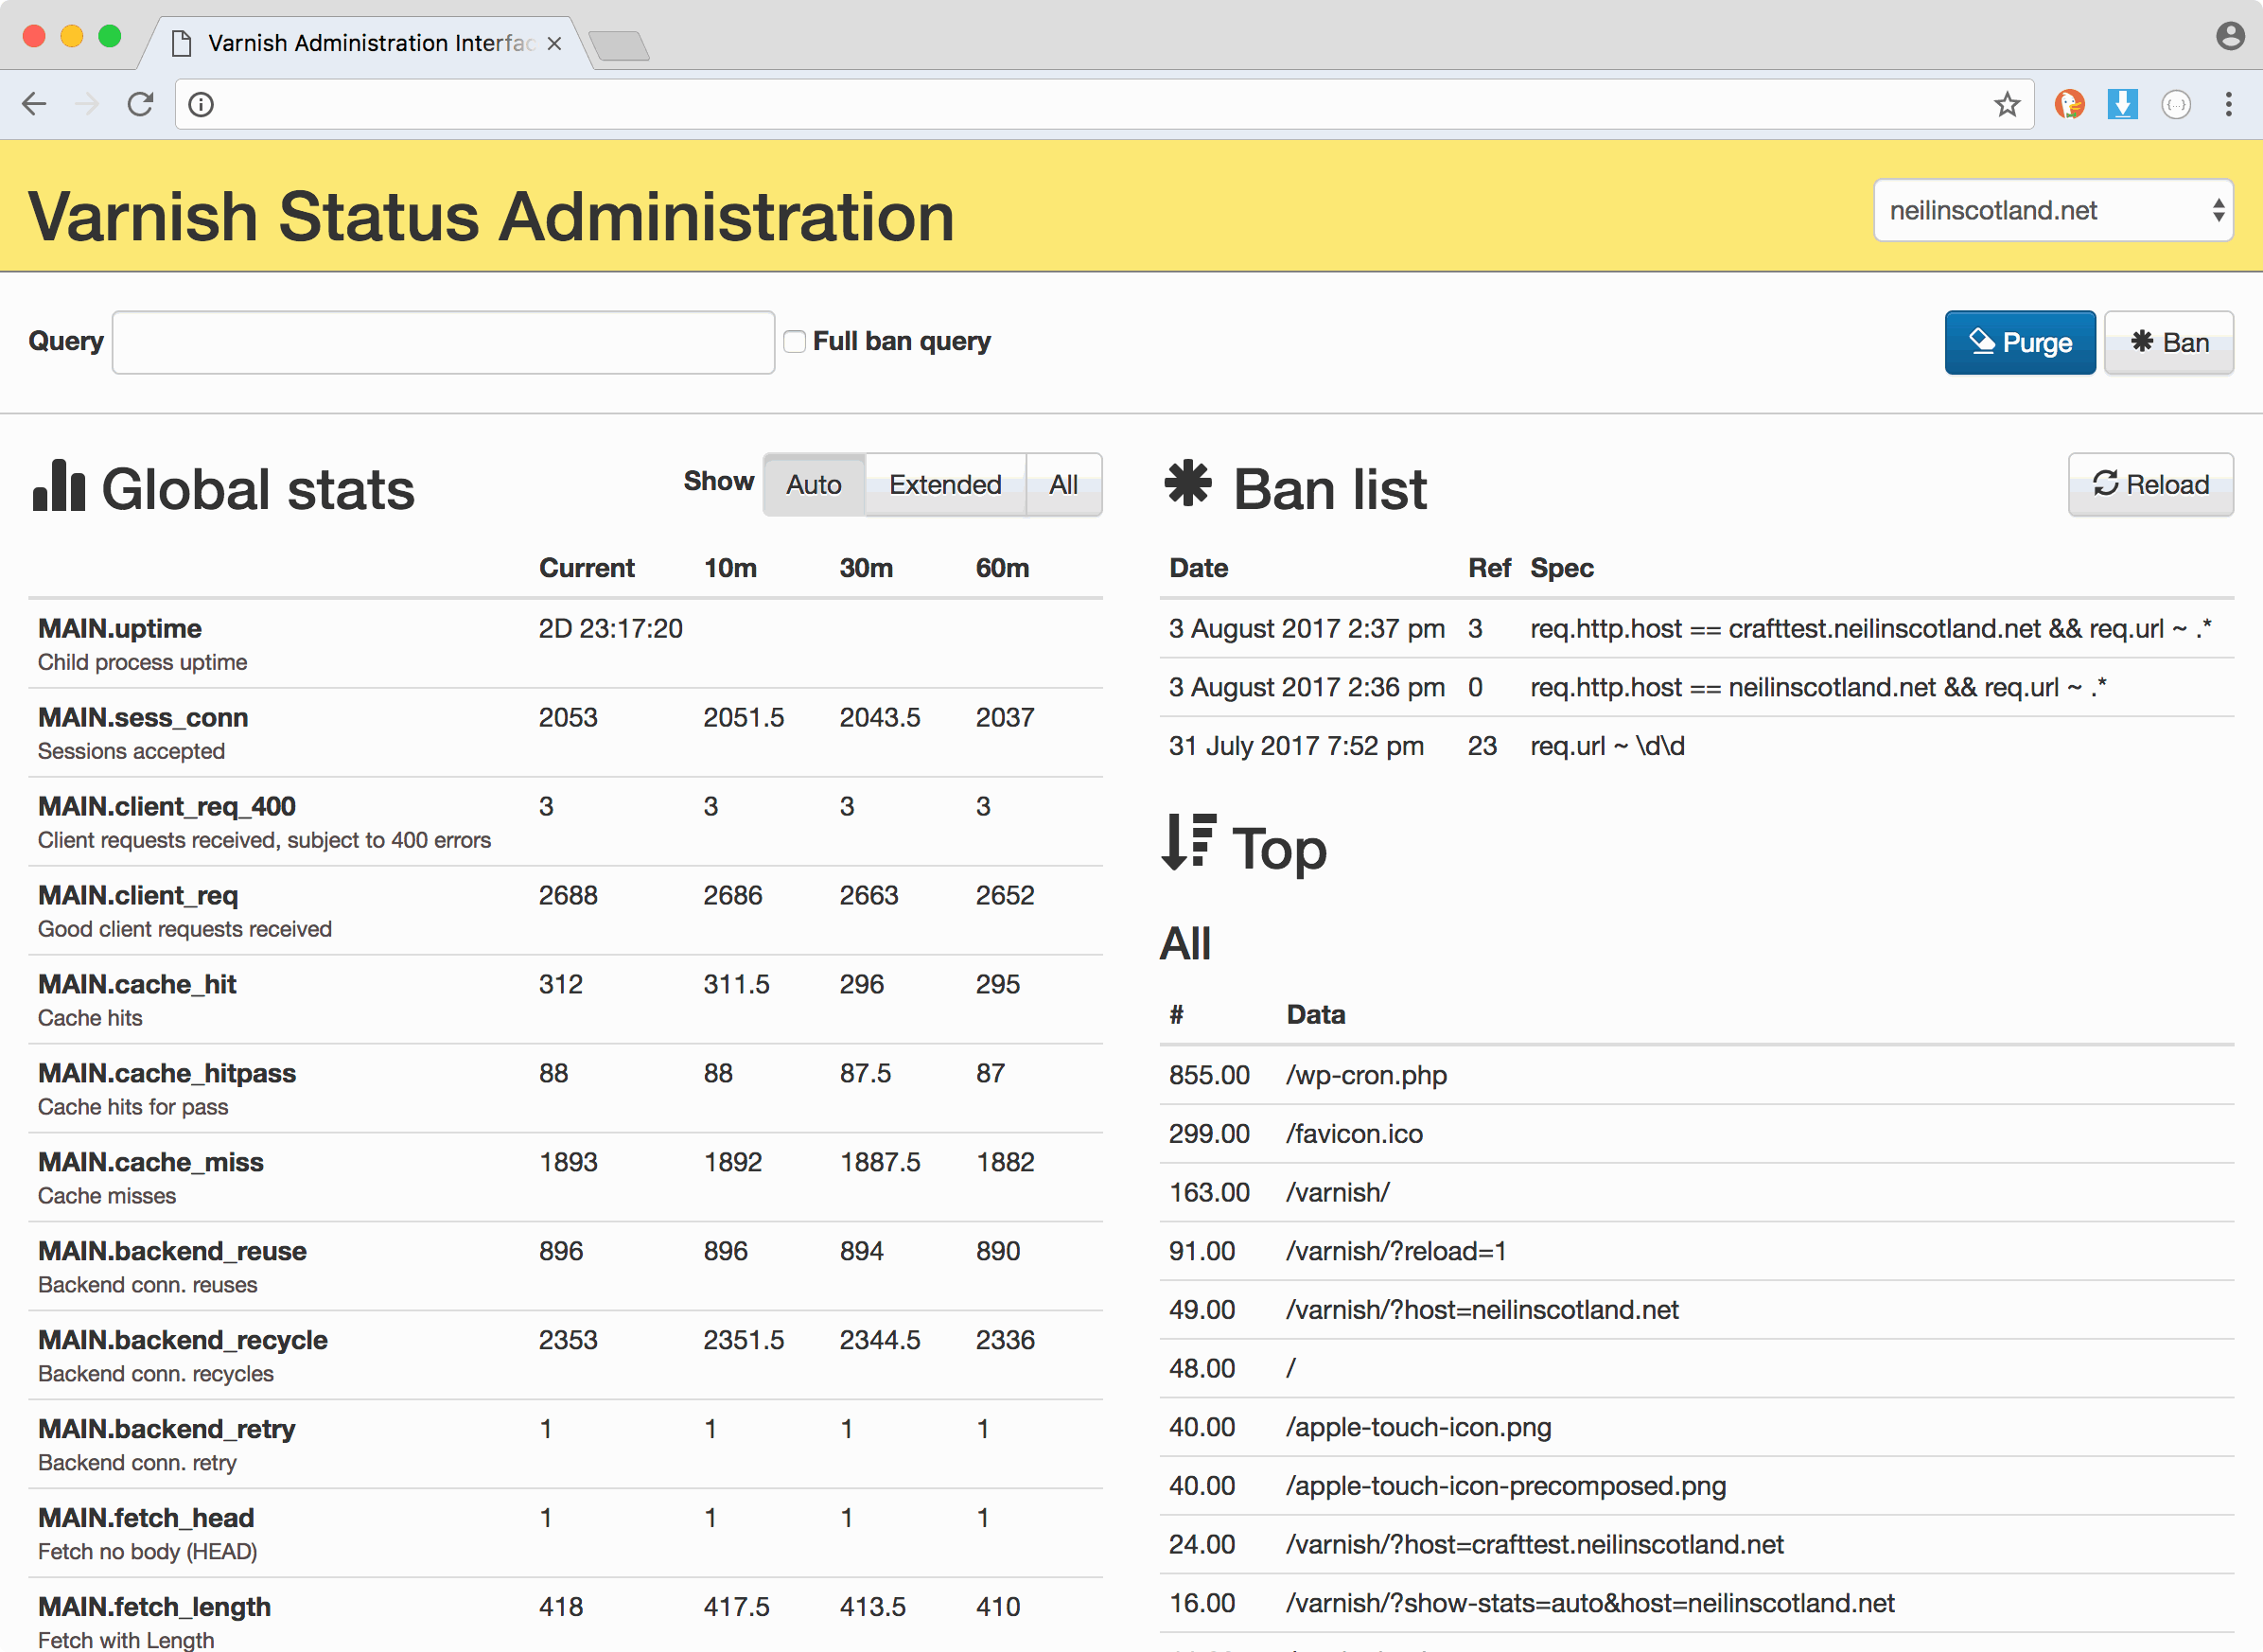 Varnish Administration Interfac
Varnish Status Administration
neilinscotland.net
Query
Full ban query
Purge
Ban
Global stats
Show
Auto
Extended
All
Current 10m 30m 60m
MAIN.uptime 2D 23:17:20
Child process uptime
MAIN.sess_conn 2053 2051.5 2043.5 2037
Sessions accepted
MAIN.client_req_400 3 3 3 3
Client requests received, subject to 400 errors
MAIN.client_req 2688 2686 2663 2652
Good client requests received
MAIN.cache_hit 312 311.5 296 295
Cache hits
MAIN.cache_hitpass 88 88 87.5 87
Cache hits for pass
MAIN.cache_miss 1893 1892 1887.5 1882
Cache misses
MAIN.backend_reuse 896 896 894 890
Backend conn. reuses
MAIN.backend_recycle 2353 2351.5 2344.5 2336
Backend conn. recycles
MAIN.backend_retry 1 1 1 1
Backend conn. retry
MAIN.fetch_head 1 1 1 1
Fetch no body (HEAD)
MAIN.fetch_length 418 417.5 413.5 410
Fetch with Length
Ban list
Reload
Date Ref Spec
3 August 2017 2:37 pm 3 req.http.host == crafttest.neilinscotland.net && req.url ~ .*
3 August 2017 2:36 pm 0 req.http.host == neilinscotland.net && req.url ~ .*
31 July 2017 7:52 pm 23 req.url ~ \d\d
Top
All
# Data
855.00 /wp-cron.php
299.00 /favicon.ico
163.00 /varnish/
91.00 /varnish/?reload=1
49.00 /varnish/?host=neilinscotland.net
48.00 /
40.00 /apple-touch-icon.png
40.00 /apple-touch-icon-precomposed.png
24.00 /varnish/?host=crafttest.neilinscotland.net
16.00 /varnish/?show-stats=auto&host=neilinscotland.net